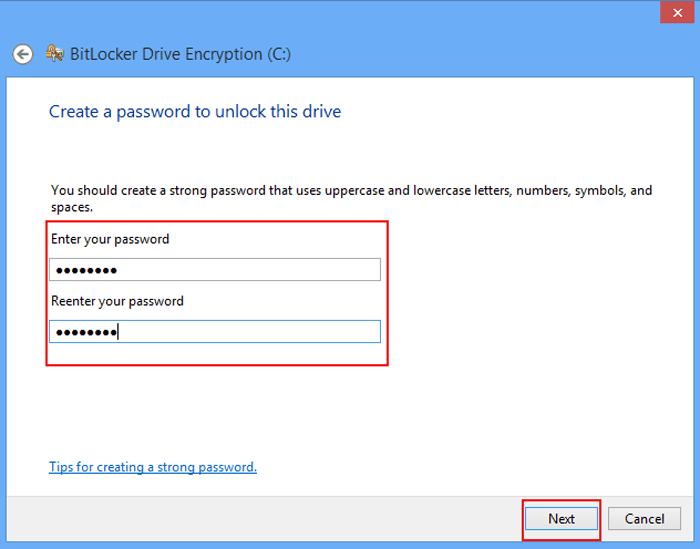 BitLocker Drive Encryption (C:)
Create a password to unlock this drive
You should create a strong password that uses uppercase and lowercase letters, numbers, symbols, and
spaces.
Enter your password
●●●●●●●●
Reenter your password
●●●●●●●●
Tips for creating a strong password.
Next Cancel